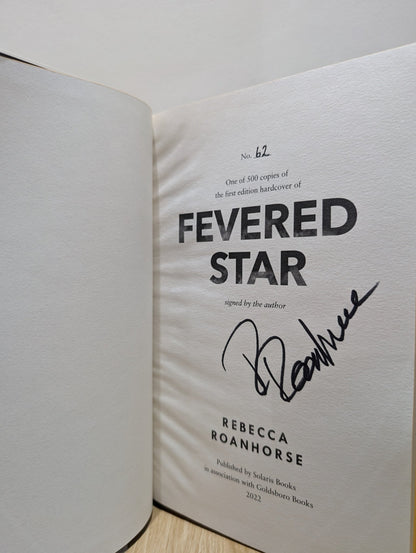 No. 62
One of 500 copies of
the first edition hardcover of
FEVERED
STAR
signed by the author
R Roanhorse
REBECCA
ROANHORSE
Published by Solaris Books
in association with Goldsboro Books
2022